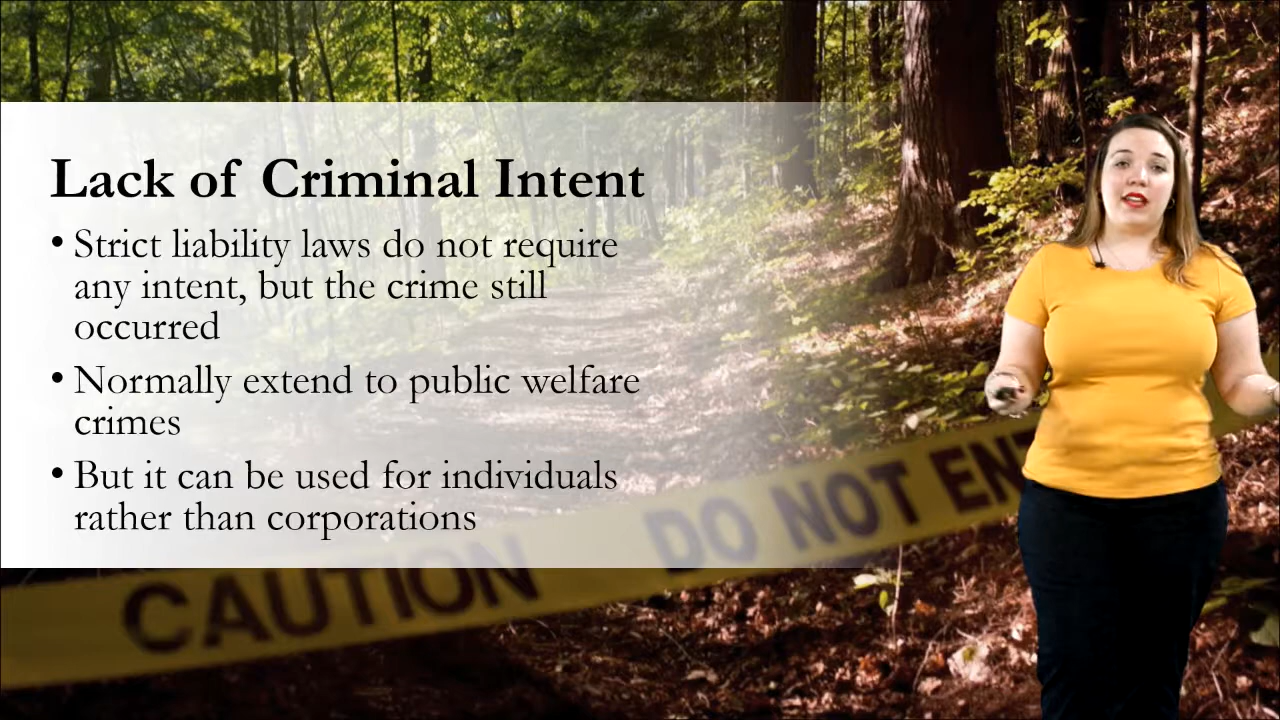 Lack of Criminal Intent
• Strict liability laws do not require
any intent, but the crime still
occurred
• Normally extend to public welfare
crimes
• But it can be used for individuals
rather than corporations
CAUTION DO NOT ENT